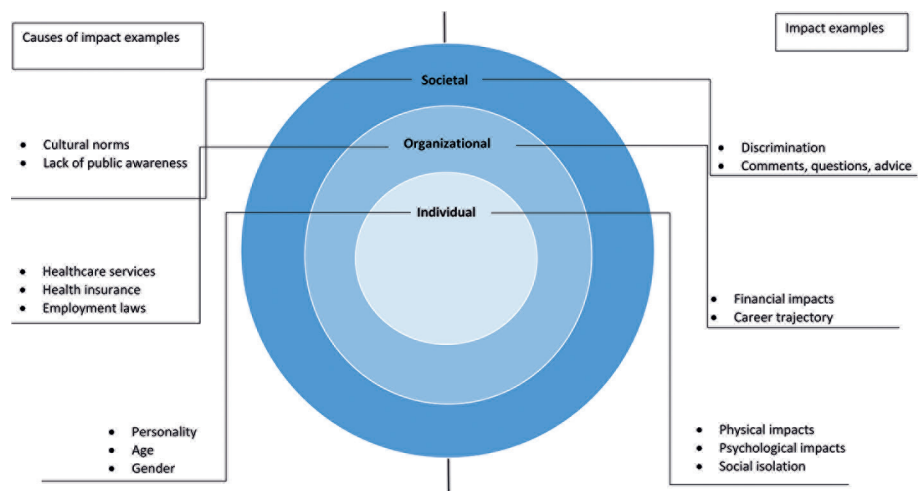 Causes of impact examples
Impact examples
Societal
• Cultural norms
• Lack of public awareness
Organizational
• Discrimination
• Comments, questions, advice
Individual
• Healthcare services
• Health insurance
• Employment laws
• Financial impacts
• Career trajectory
• Personality
• Age
• Gender
• Physical impacts
• Psychological impacts
• Social isolation